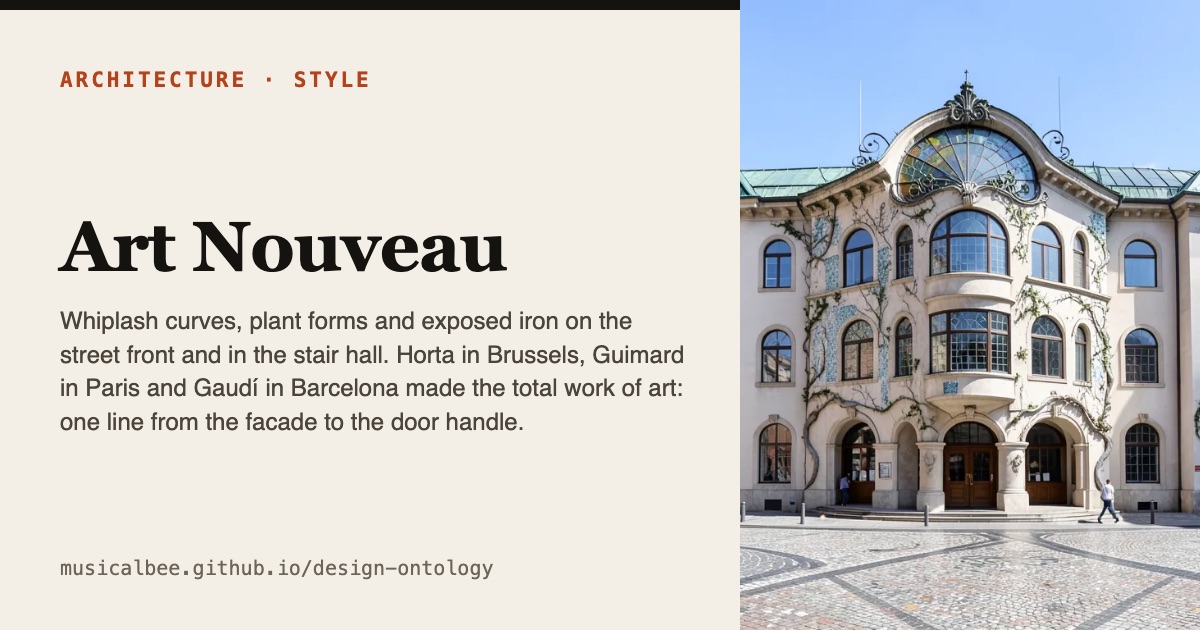 ARCHITECTURE · STYLE
Art Nouveau
Whiplash curves, plant forms and exposed iron on the
street front and in the stair hall. Horta in Brussels, Guimard
in Paris and Gaudí in Barcelona made the total work of art:
one line from the facade to the door handle.
musicalbee.github.io/design-ontology